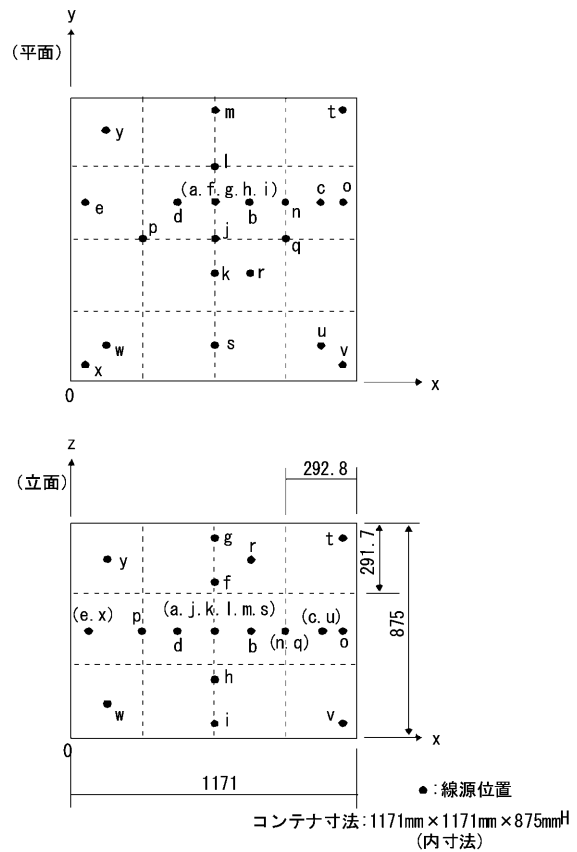 y
(平面)
m
t
y
l
(a.f.g.h.i)
c
o
e
d
b
n
p
j
q
k
r
w
s
u
x
v
0
x
z
(立面)
292.8
g
r
t
y
f
291.7
875
(e.x)
p
(a.j.k.l.m.s)
(c.u)
d
b
(n.q)
o
h
w
i
v
0
x
1171
●:線源位置
コンテナ寸法:1171mm×1171mm×875mmH
(内寸法)